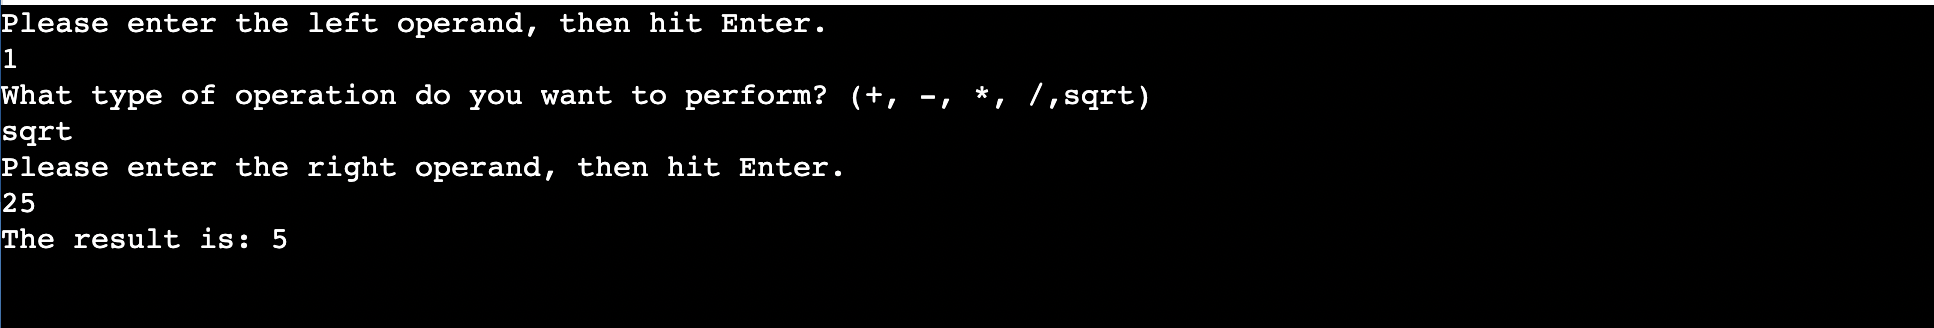 Please enter the left operand, then hit Enter.
1
What type of operation do you want to perform? (+, -, *, /,sqrt)
sqrt
Please enter the right operand, then hit Enter.
25
The result is: 5